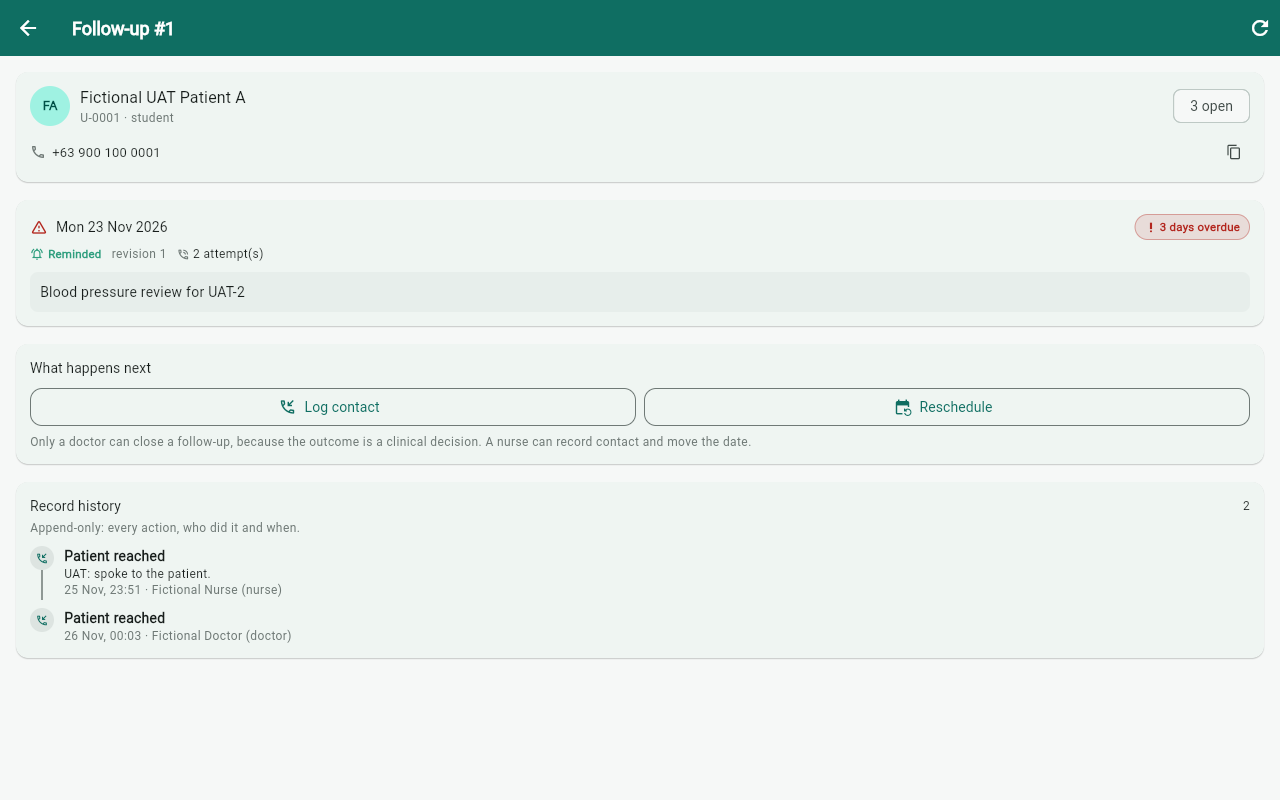 Follow-up #1
FA
Fictional UAT Patient A
U-0001 · student
3 open
+63 900 100 0001
Mon 23 Nov 2026
3 days overdue
Reminded revision 1 2 attempt(s)
Blood pressure review for UAT-2
What happens next
Log contact
Reschedule
Only a doctor can close a follow-up, because the outcome is a clinical decision. A nurse can record contact and move the date.
Record history
2
Append-only: every action, who did it and when.
Patient reached
UAT: spoke to the patient.
25 Nov, 23:51 · Fictional Nurse (nurse)
Patient reached
26 Nov, 00:03 · Fictional Doctor (doctor)